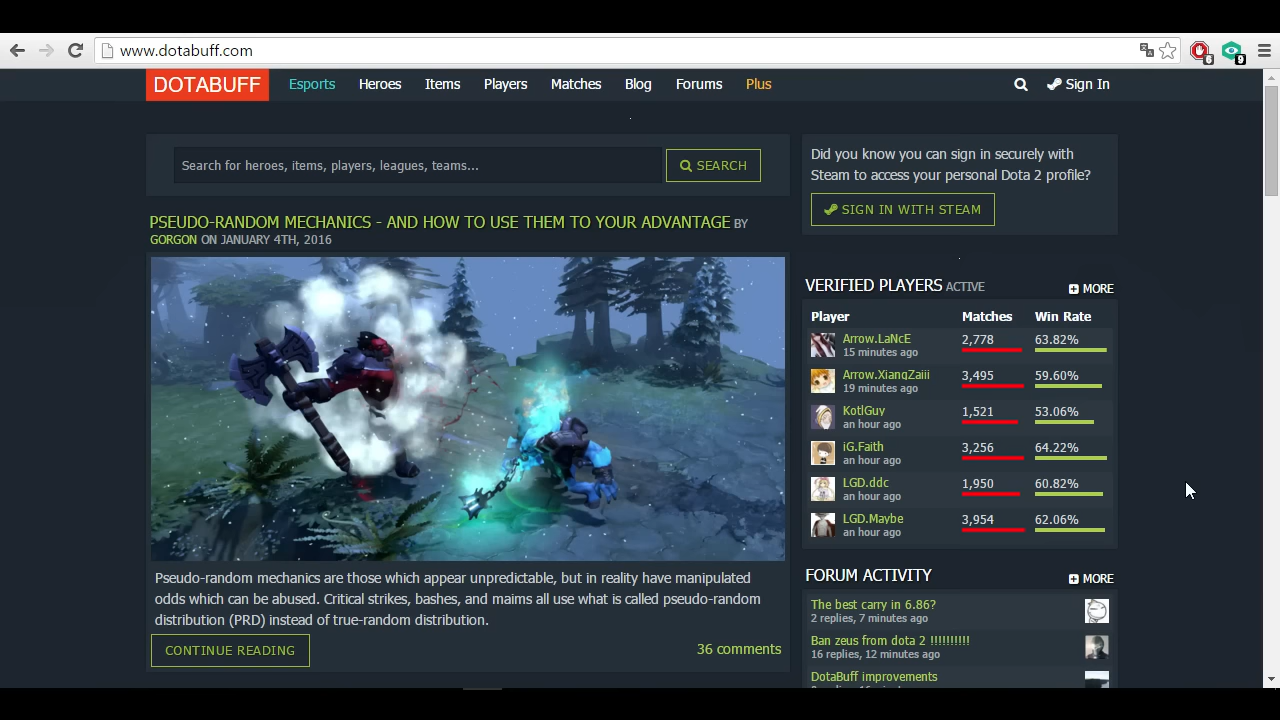 www.dotabuff.com
6
9
DOTABUFF Esports Heroes Items Players Matches Blog Forums Plus Sign In
Search for heroes, items, players, leagues, teams...
SEARCH
PSEUDO-RANDOM MECHANICS - AND HOW TO USE THEM TO YOUR ADVANTAGE BY
GORGON ON JANUARY 4TH, 2016
Pseudo-random mechanics are those which appear unpredictable, but in reality have manipulated
odds which can be abused. Critical strikes, bashes, and maims all use what is called pseudo-random
distribution (PRD) instead of true-random distribution.
CONTINUE READING
36 comments
Did you know you can sign in securely with
Steam to access your personal Dota 2 profile?
SIGN IN WITH STEAM
VERIFIED PLAYERS ACTIVE
MORE
Player Matches Win Rate
Arrow.LaNcE 2,778 63.82%
15 minutes ago
Arrow.XiangZaiii 3,495 59.60%
19 minutes ago
KotlGuy 1,521 53.06%
an hour ago
iG.Faith 3,256 64.22%
an hour ago
LGD.ddc 1,950 60.82%
an hour ago
LGD.Maybe 3,954 62.06%
an hour ago
FORUM ACTIVITY
MORE
The best carry in 6.86?
2 replies, 7 minutes ago
Ban zeus from dota 2 !!!!!!!!!!
16 replies, 12 minutes ago
DotaBuff improvements